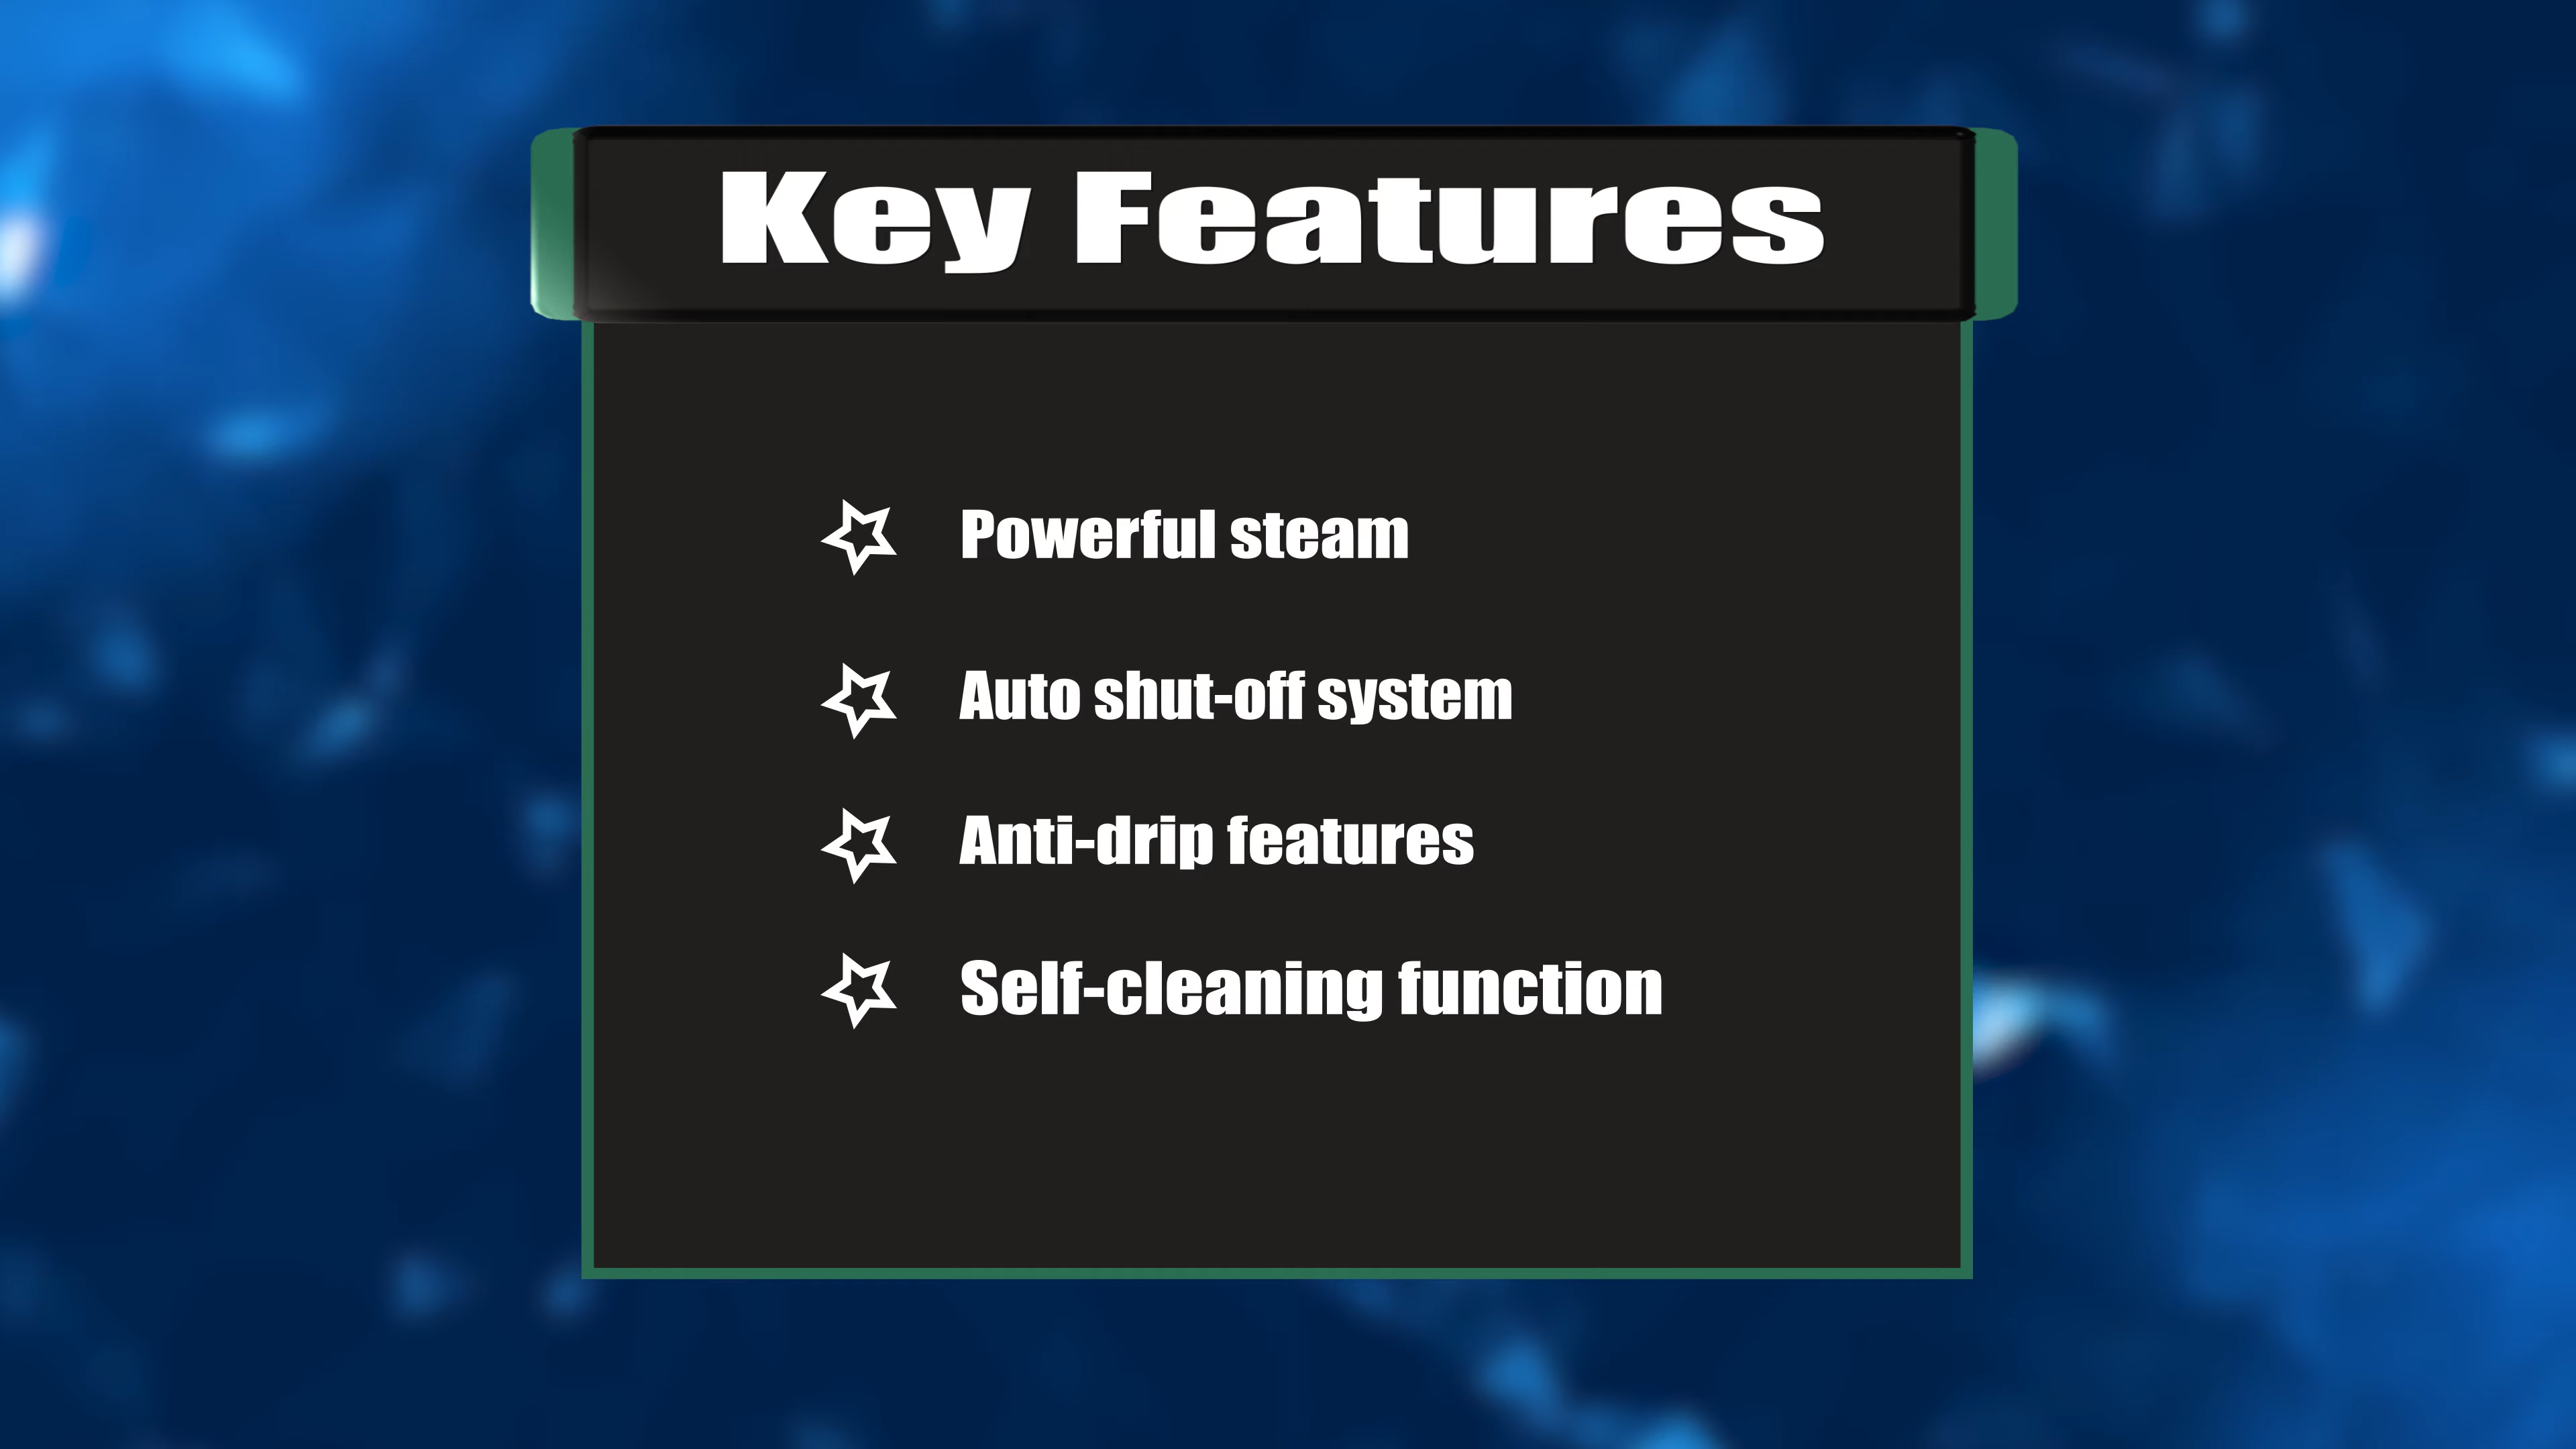 Key Features
Powerful steam
Auto shut-off system
Anti-drip features
Self-cleaning function